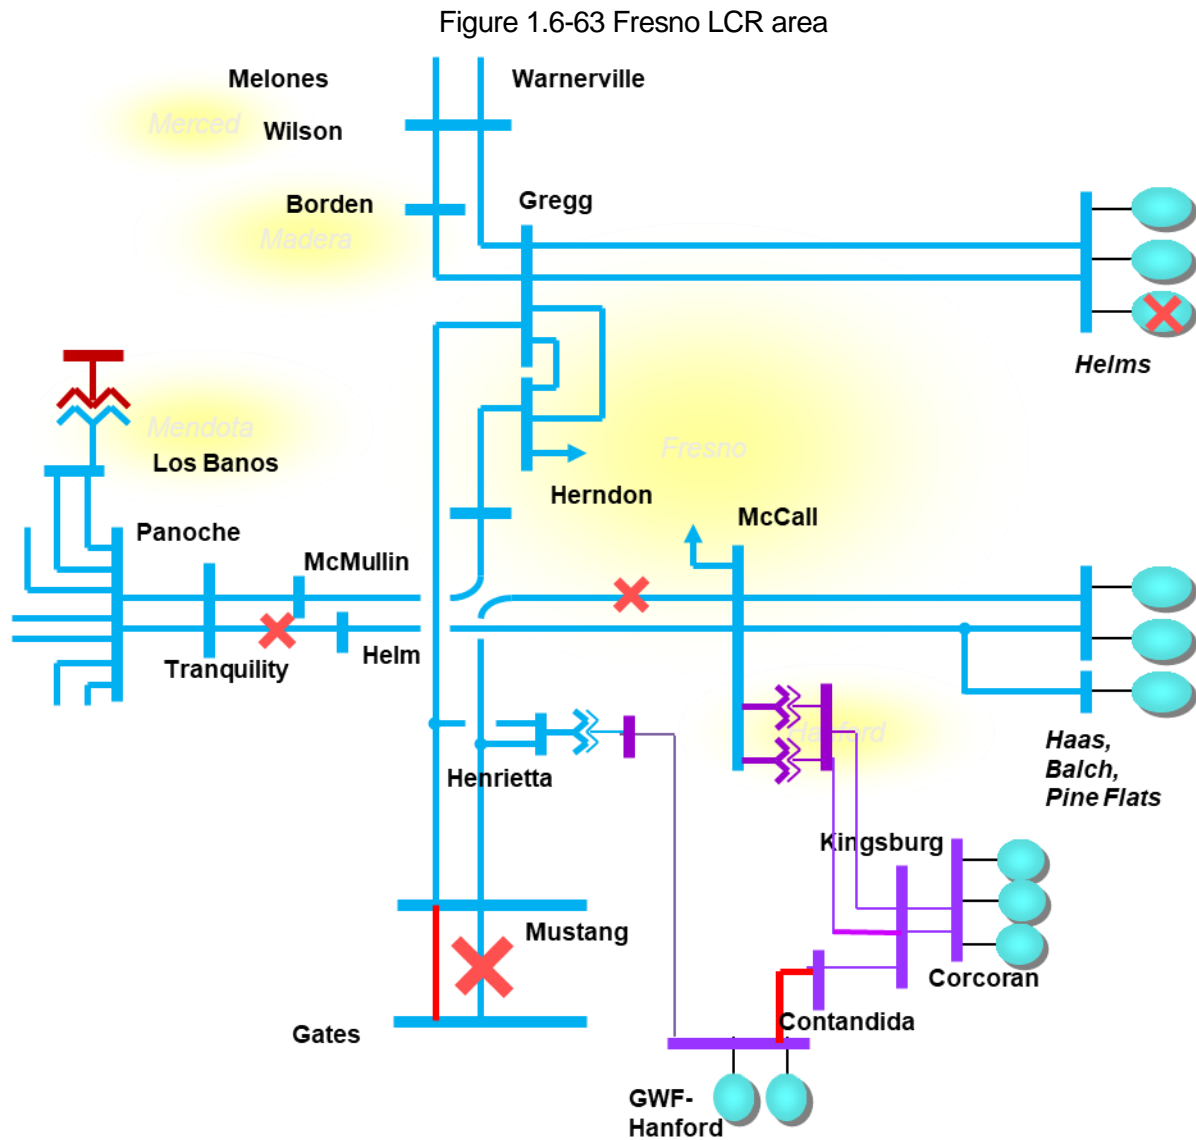 Figure 1.6-63 Fresno LCR area
Melones
Warnerville
Merced
Wilson
Borden
Gregg
Madera
Helms
Mendota
Los Banos
Fresno
Herndon
McCall
Panoche
McMullin
Tranquility
Helm
Hanford
Henrietta
Haas,
Balch,
Pine Flats
Kingsburg
Mustang
Corcoran
Contandida
Gates
GWF-
Hanford